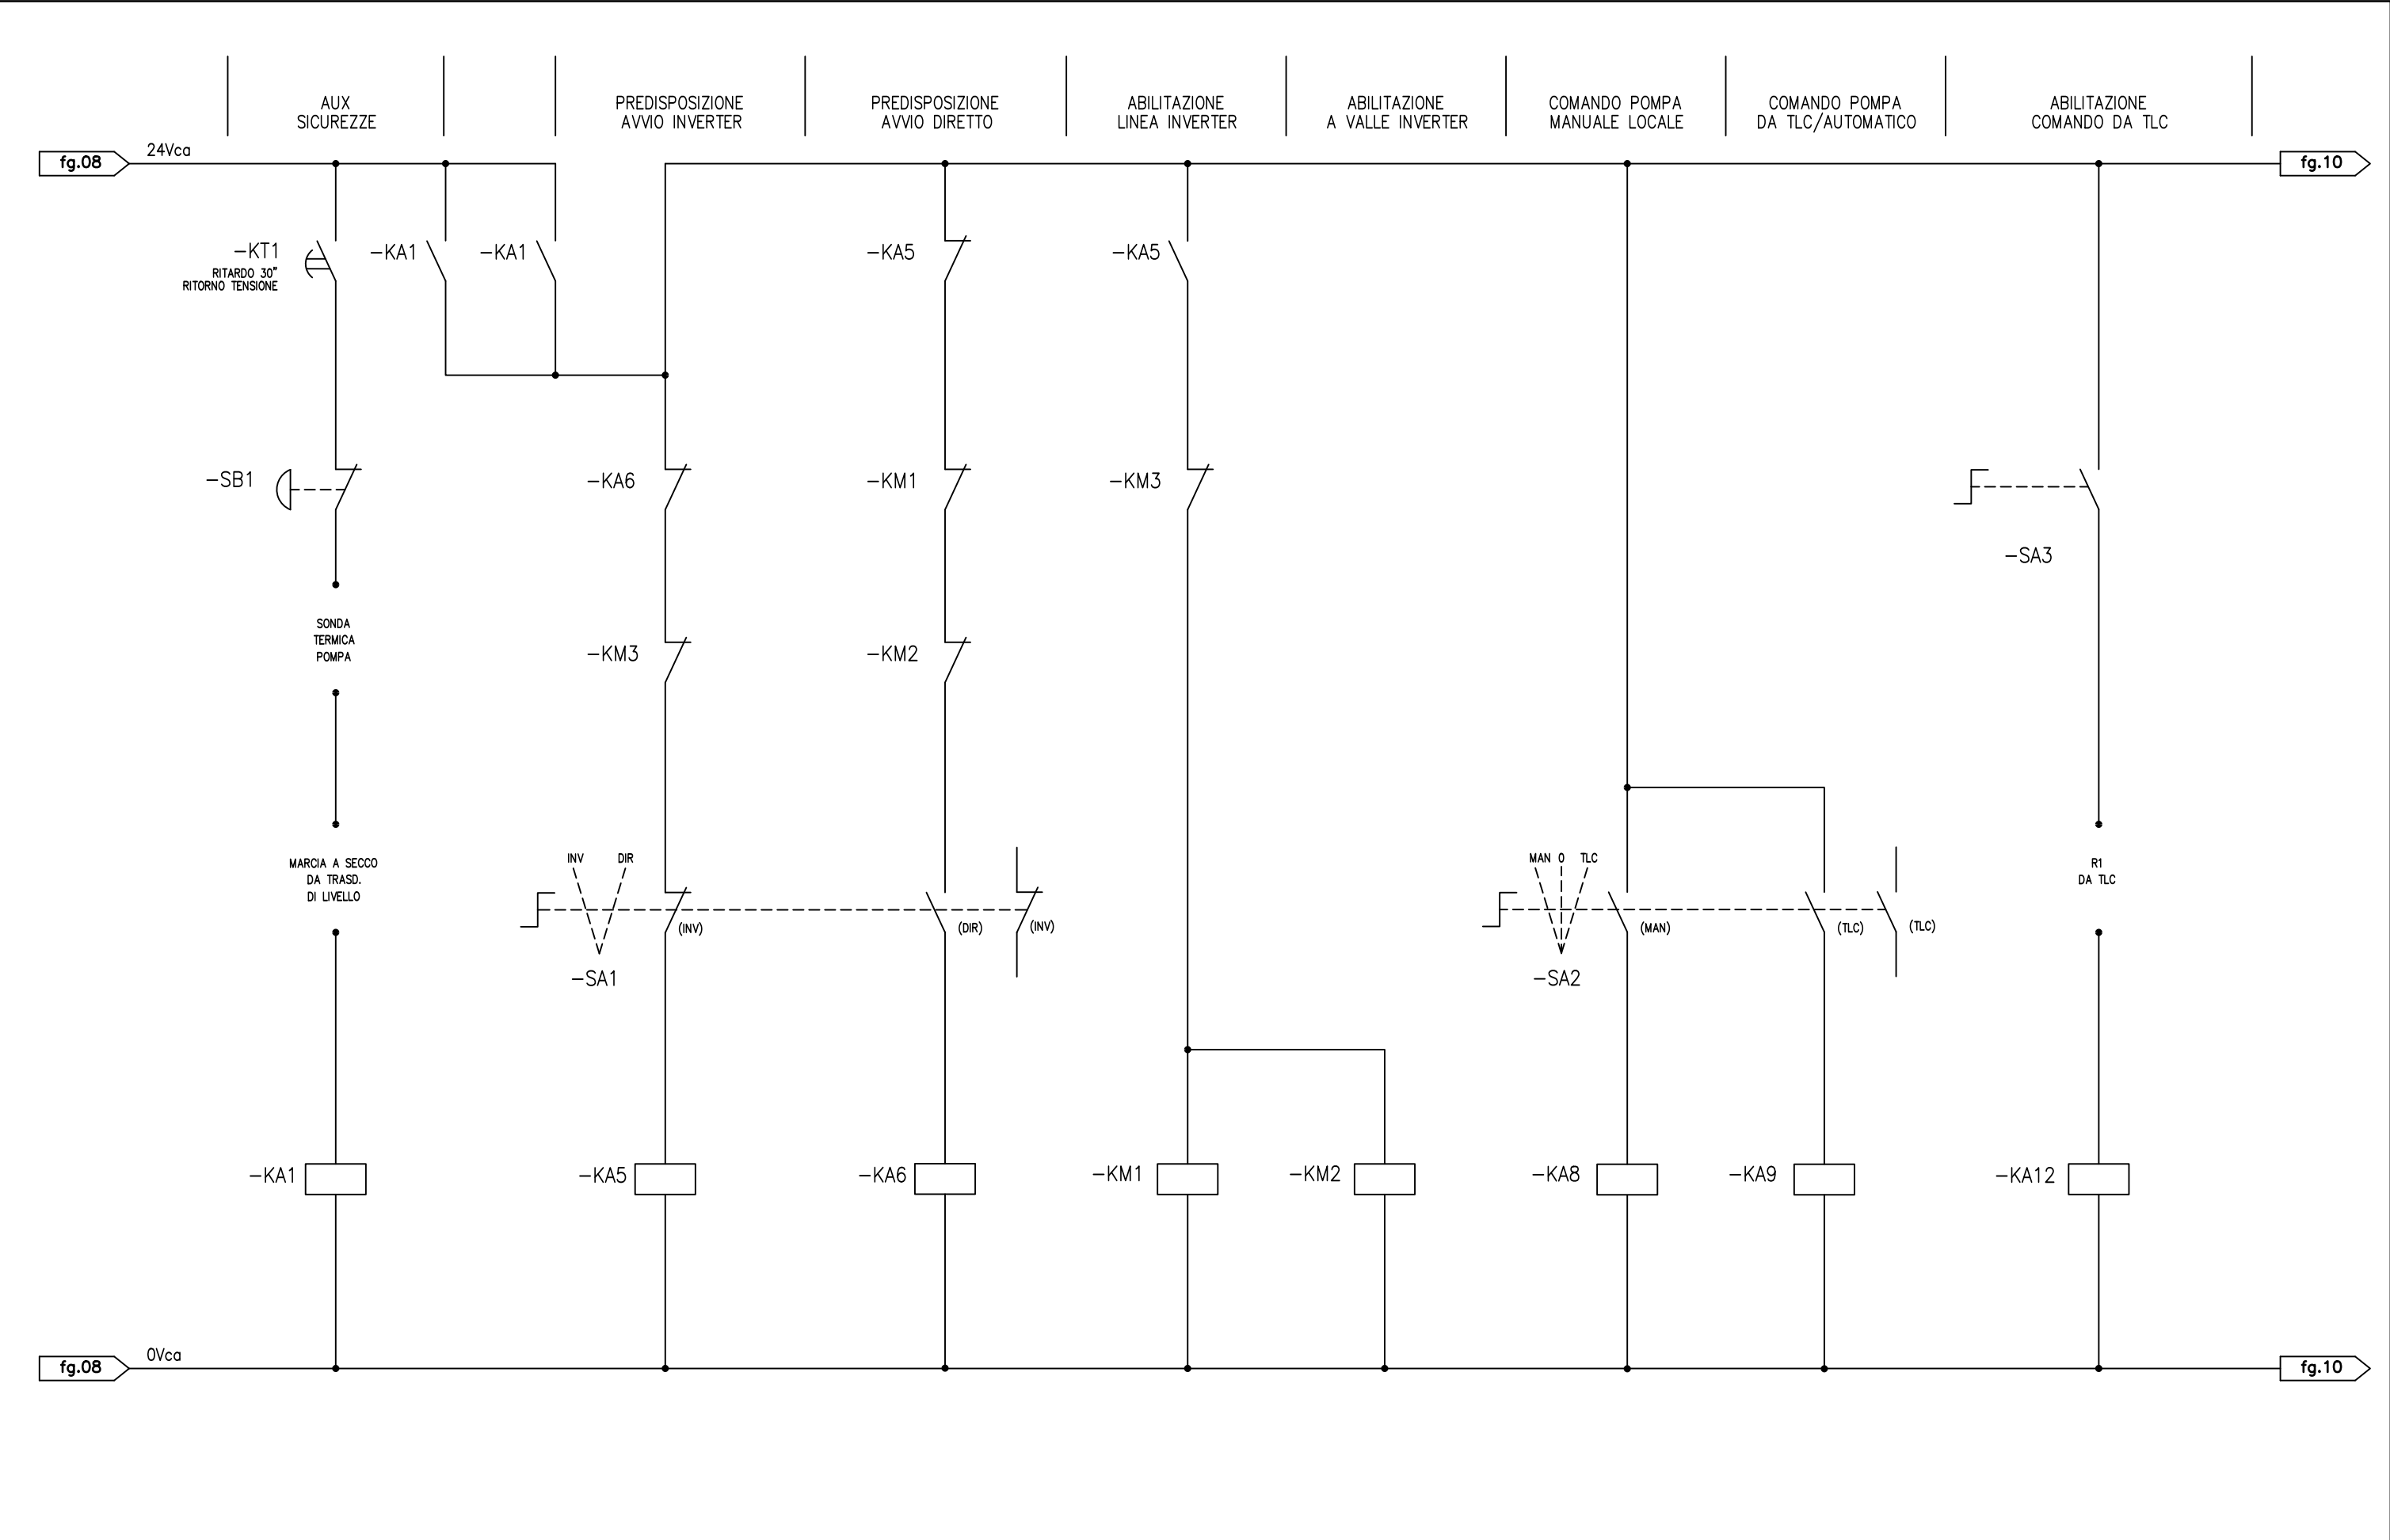 AUX
SICUREZZE
PREDISPOSIZIONE
AVVIO INVERTER
PREDISPOSIZIONE
AVVIO DIRETTO
ABILITAZIONE
LINEA INVERTER
ABILITAZIONE
A VALLE INVERTER
COMANDO POMPA
MANUALE LOCALE
COMANDO POMPA
DA TLC/AUTOMATICO
ABILITAZIONE
COMANDO DA TLC
fg.08
24Vca
fg.10
-KT1
RITARDO 30"
RITORNO TENSIONE
-KA1
-KA1
-KA5
-KA5
-SB1
-KA6
-KM1
-KM3
-SA3
SONDA
TERMICA
POMPA
-KM3
-KM2
MARCIA A SECCO
DA TRASD.
DI LIVELLO
INV
DIR
(INV)
-SA1
(DIR)
(INV)
MAN 0 TLC
(MAN)
-SA2
(TLC)
(TLC)
R1
DA TLC
-KA1
-KA5
-KA6
-KM1
-KM2
-KA8
-KA9
-KA12
fg.08
0Vca
fg.10